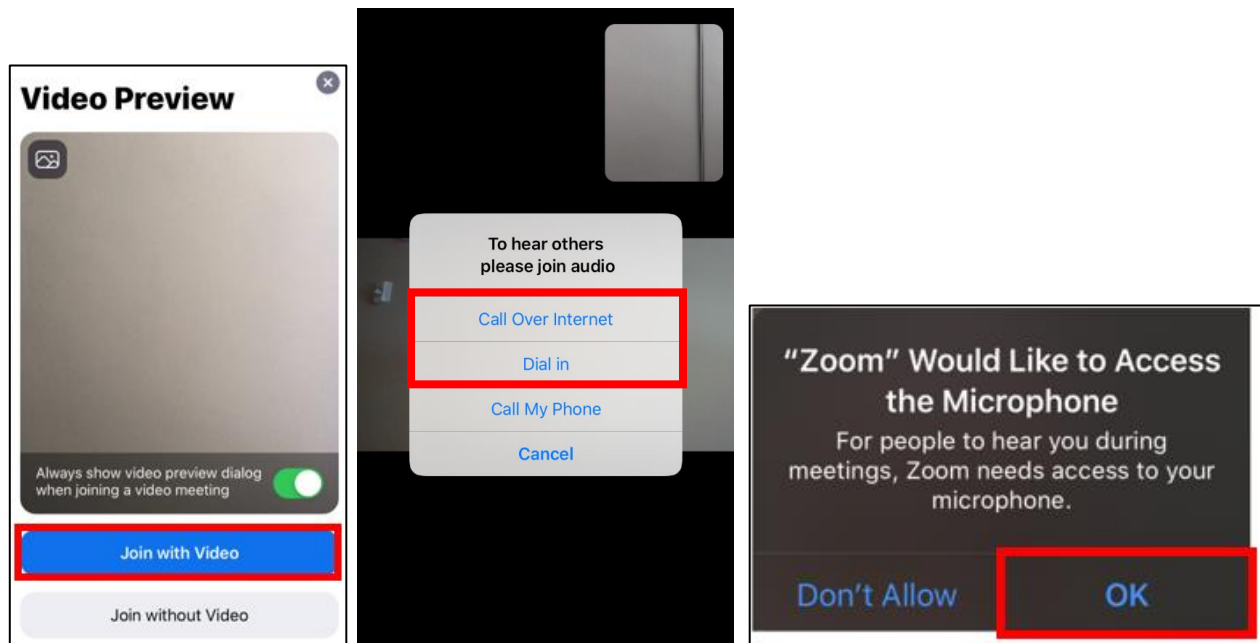 Video Preview
Always show video preview dialog
when joining a video meeting
Join with Video
Join without Video
To hear others
please join audio
Call Over Internet
Dial in
Call My Phone
Cancel
“Zoom” Would Like to Access
the Microphone
For people to hear you during
meetings, Zoom needs access to your
microphone.
Don’t Allow
OK